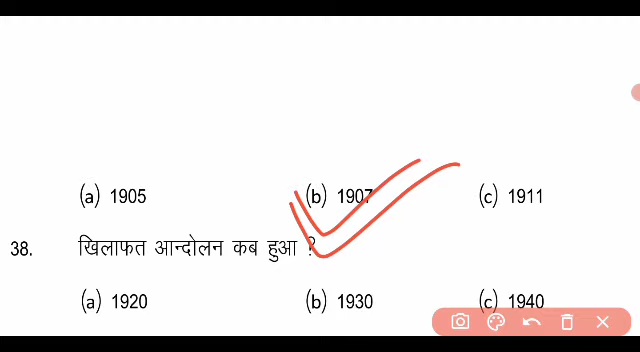 (a) 1905 (b) 1907 (c) 1911
38. खिलाफत आन्दोलन कब हुआ ?
(a) 1920 (b) 1930 (c) 1940